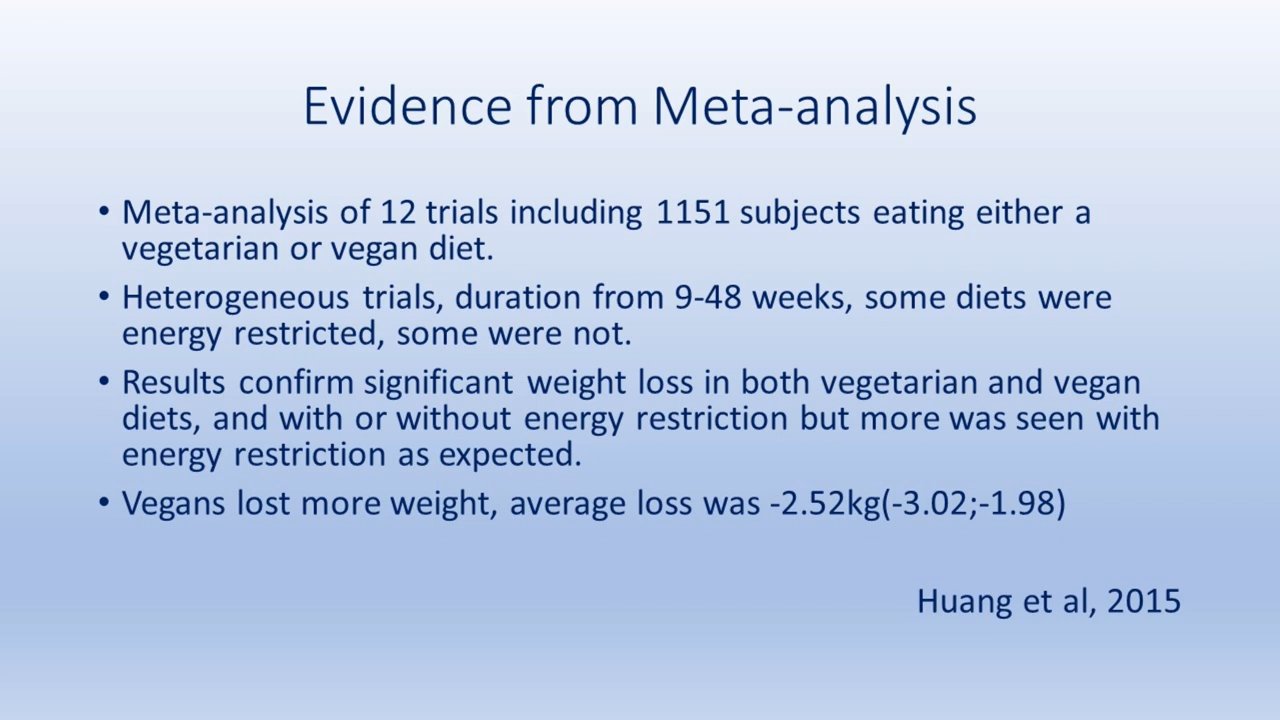 Evidence from Meta-analysis
• Meta-analysis of 12 trials including 1151 subjects eating either a
vegetarian or vegan diet.
• Heterogeneous trials, duration from 9-48 weeks, some diets were
energy restricted, some were not.
• Results confirm significant weight loss in both vegetarian and vegan
diets, and with or without energy restriction but more was seen with
energy restriction as expected.
• Vegans lost more weight, average loss was -2.52kg(-3.02;-1.98)
Huang et al, 2015